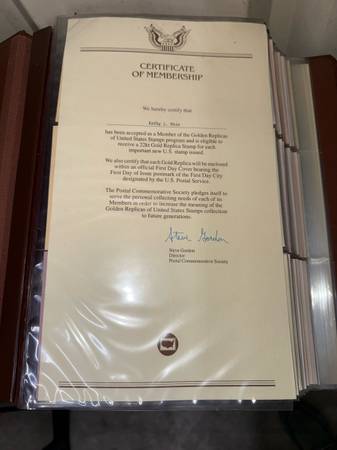 CERTIFICATE
OF MEMBERSHIP
We hereby certify that
Kathy L.
has been accepted as a Member of the Golden Replicas
of United States Stamps program and is eligible to
receive a 22kt Gold Replica Stamp for each
important new U.S. stamp issued.
We also certify that each Gold Replica will be enclosed
within an official First Day Cover bearing the
First Day of Issue postmark of the First Day City
designated by the U.S. Postal Service.
The Postal Commemorative Society pledges itself to
serve the personal collecting needs of each of its
Members in order to increase the meaning of the
Golden Replicas of United States Stamps collection
to future generations.
Steve Gordon
Steve Gordon
Director
Postal Commemorative Society